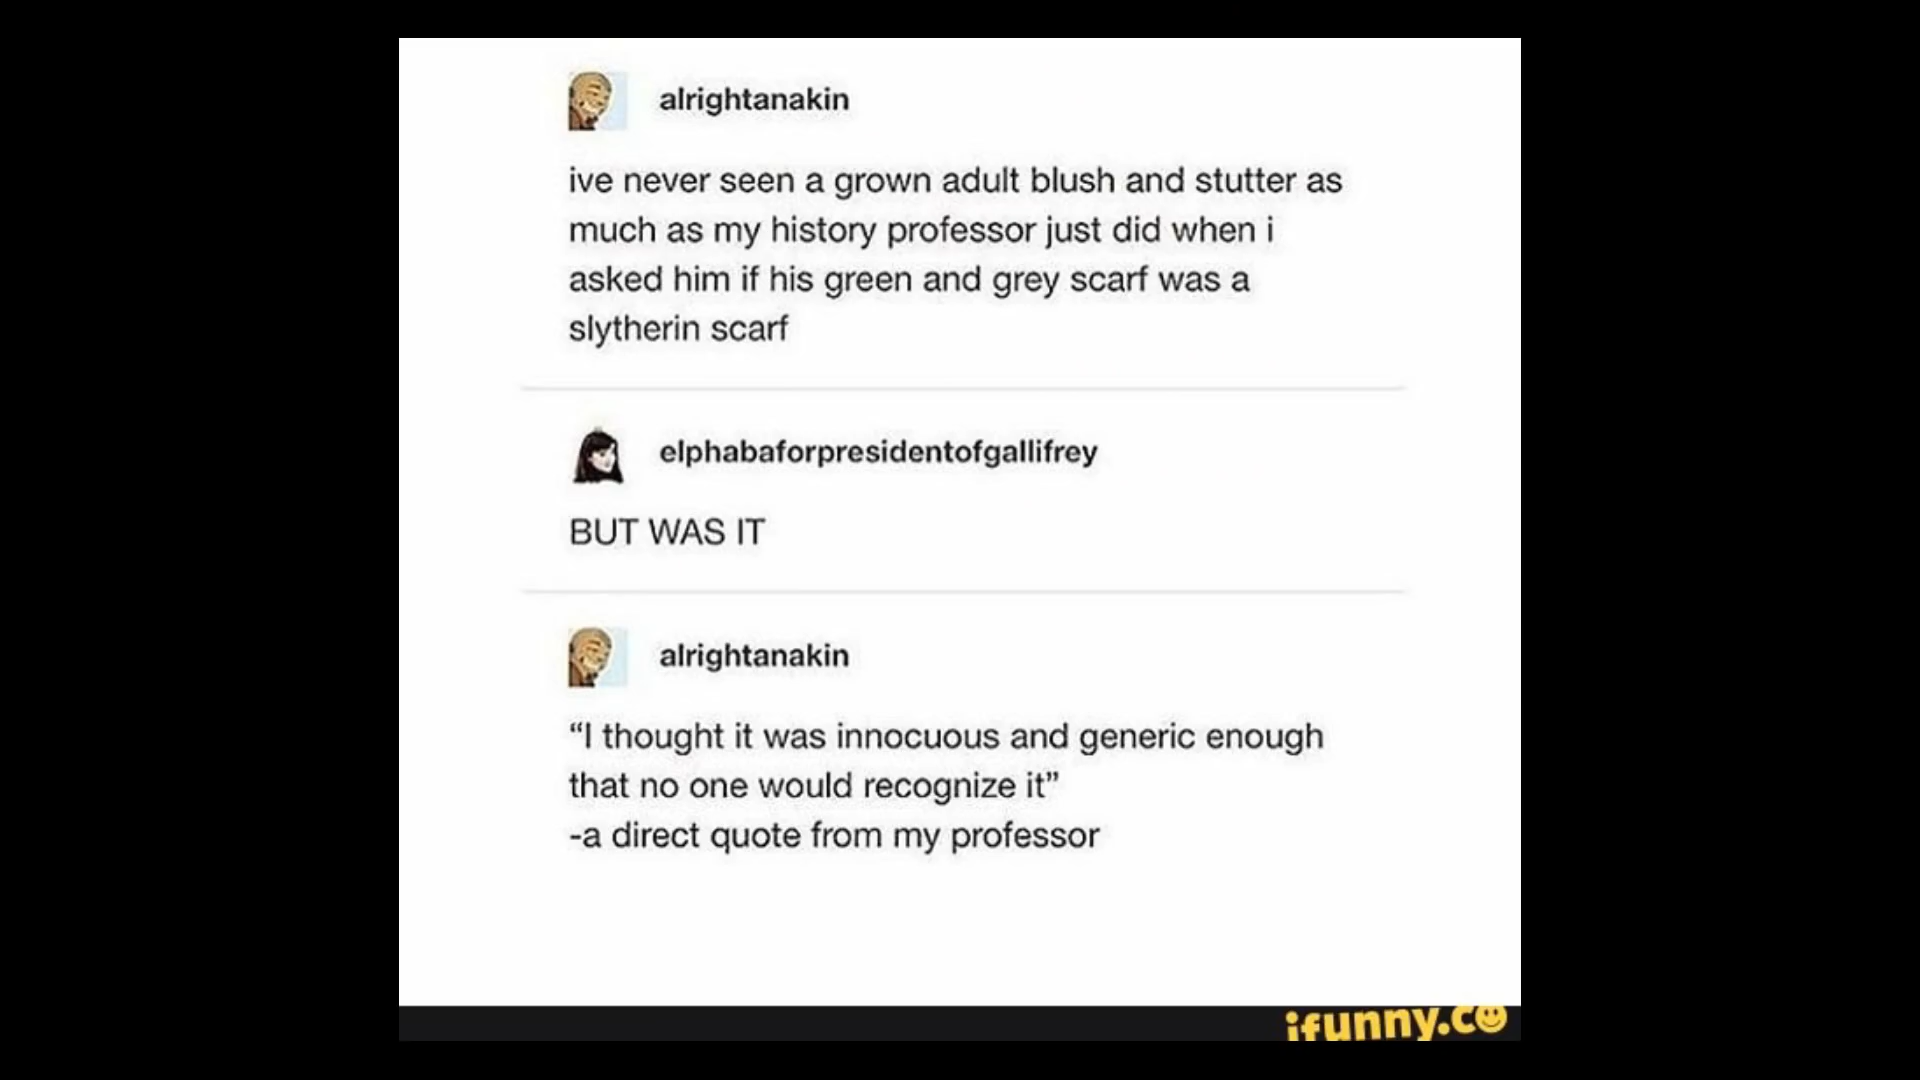 alrightanakin
ive never seen a grown adult blush and stutter as
much as my history professor just did when i
asked him if his green and grey scarf was a
slytherin scarf
elphabaforpresidentofgallifrey
BUT WAS IT
alrightanakin
“I thought it was innocuous and generic enough
that no one would recognize it”
-a direct quote from my professor
ifunny.co